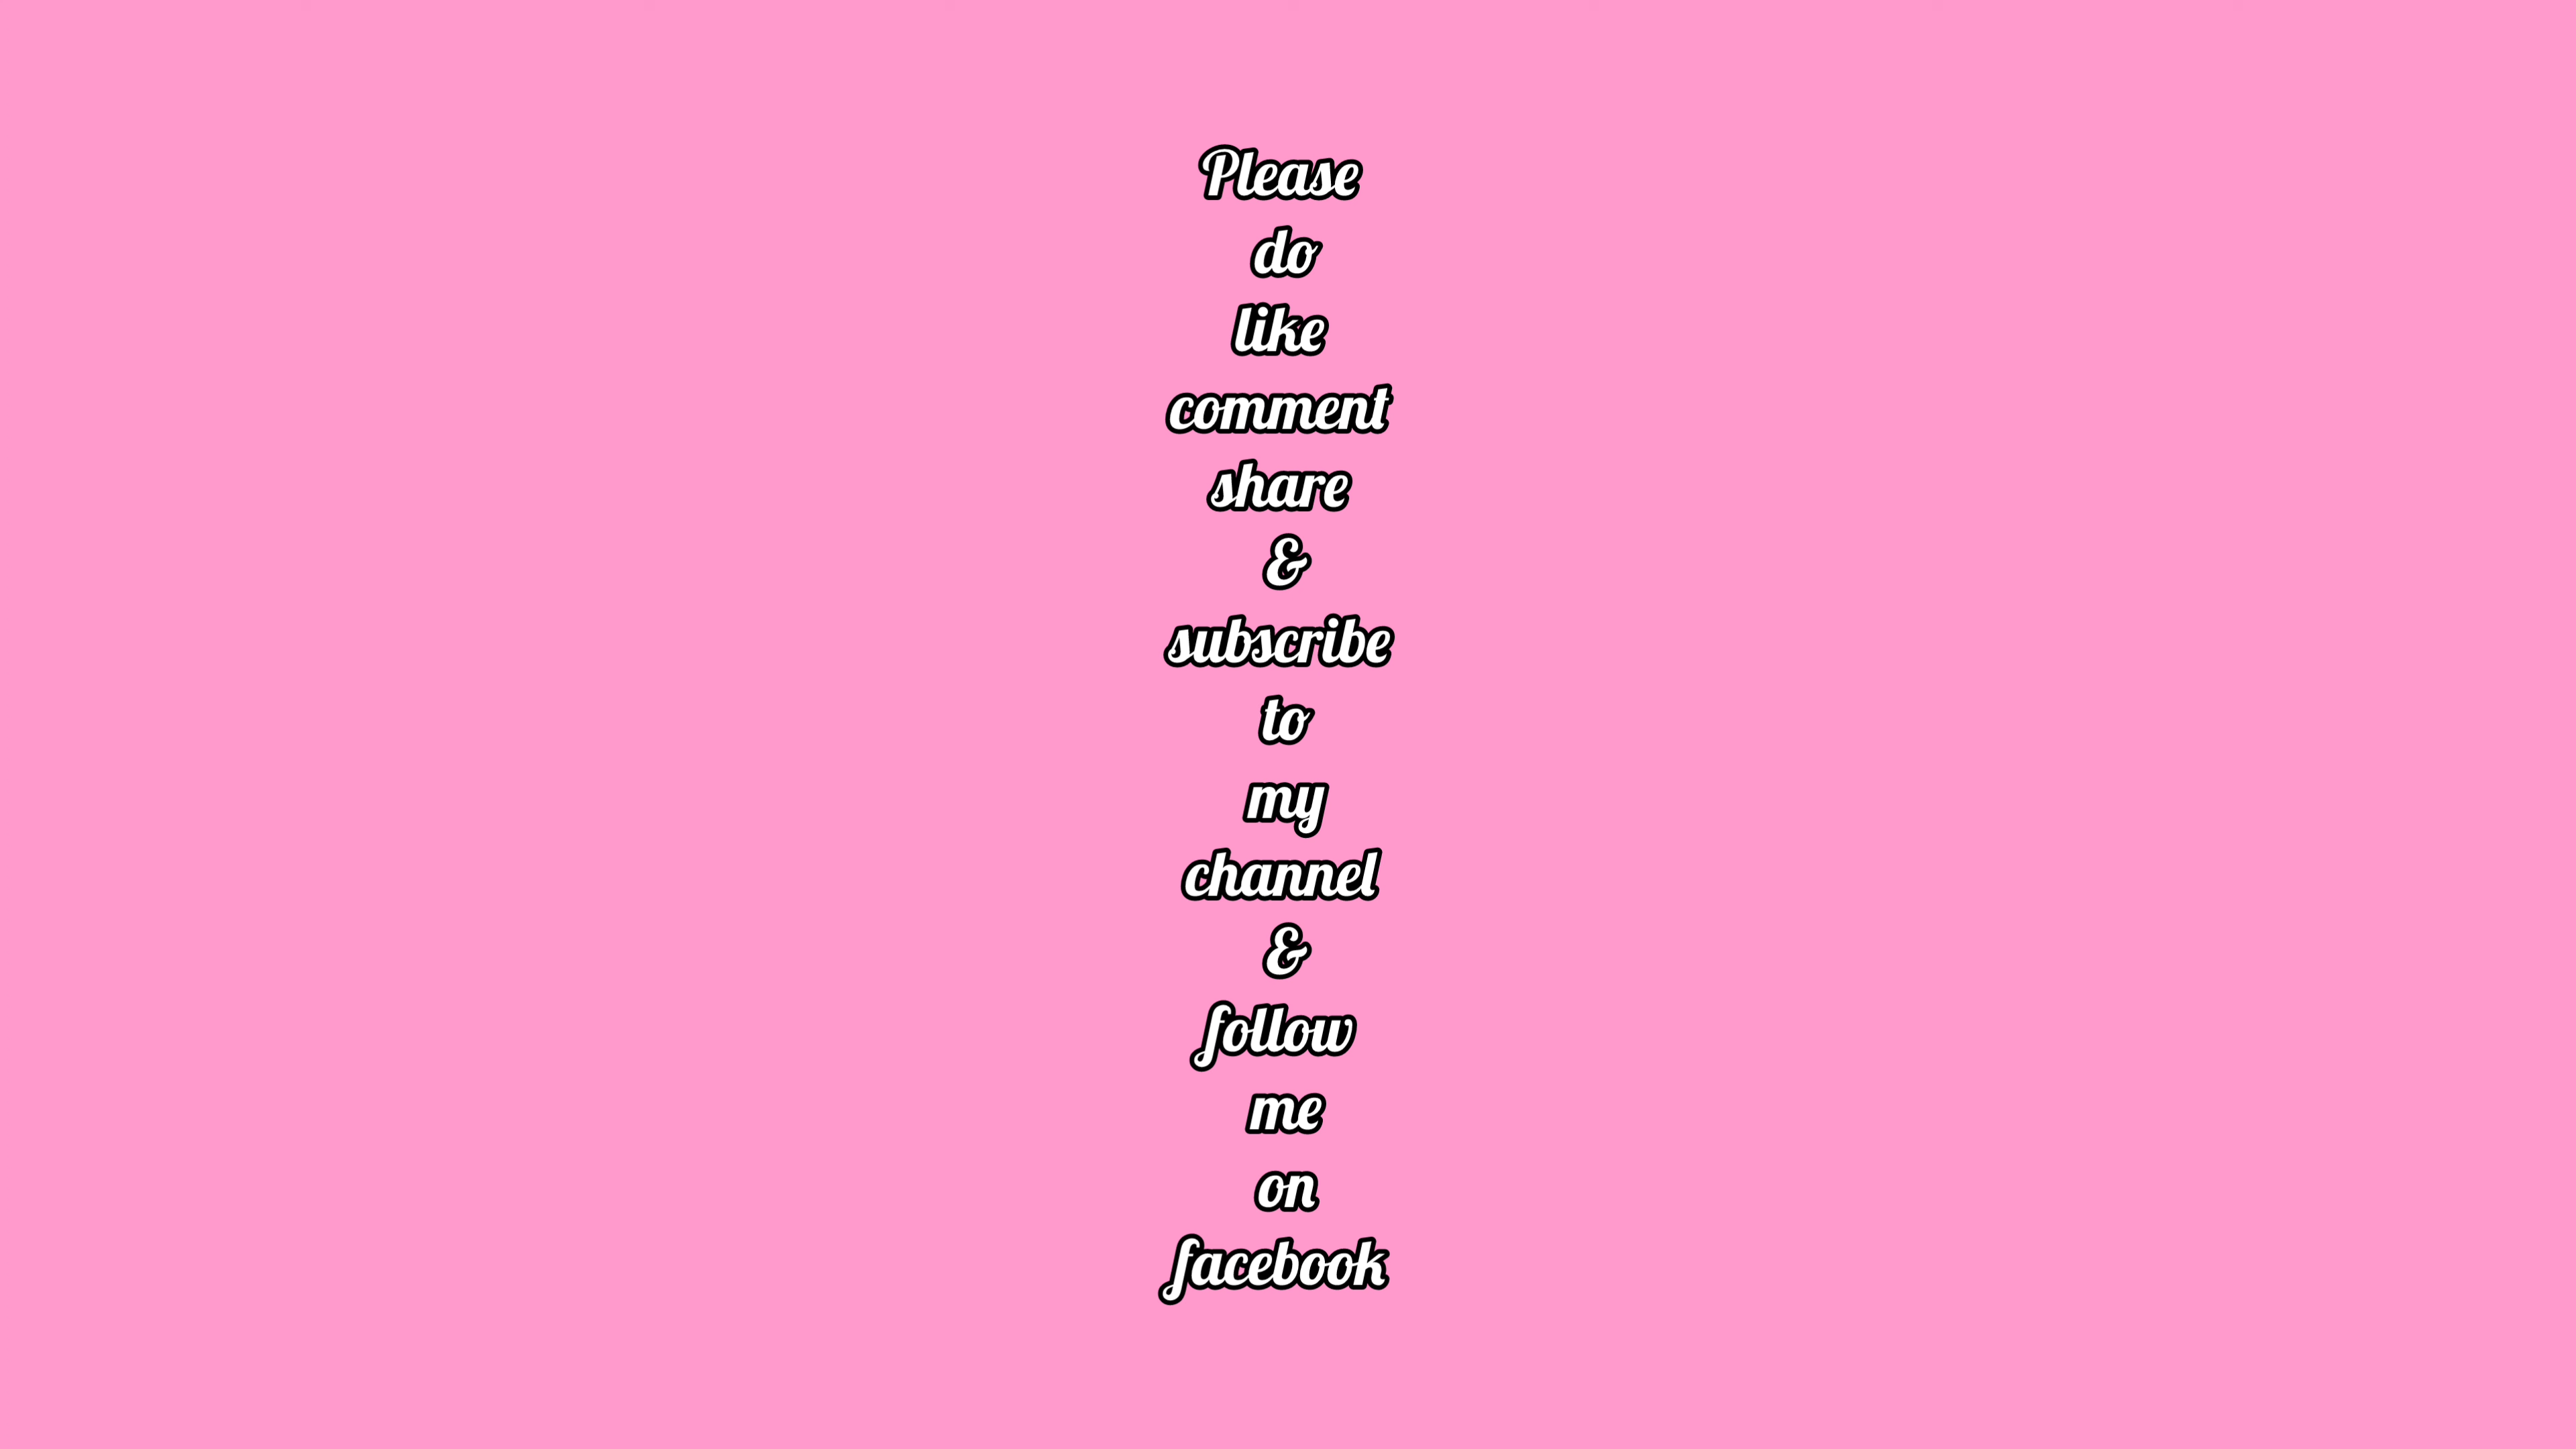 Please
do
like
comment
share
&
subscribe
to
my
channel
&
follow
me
on
facebook